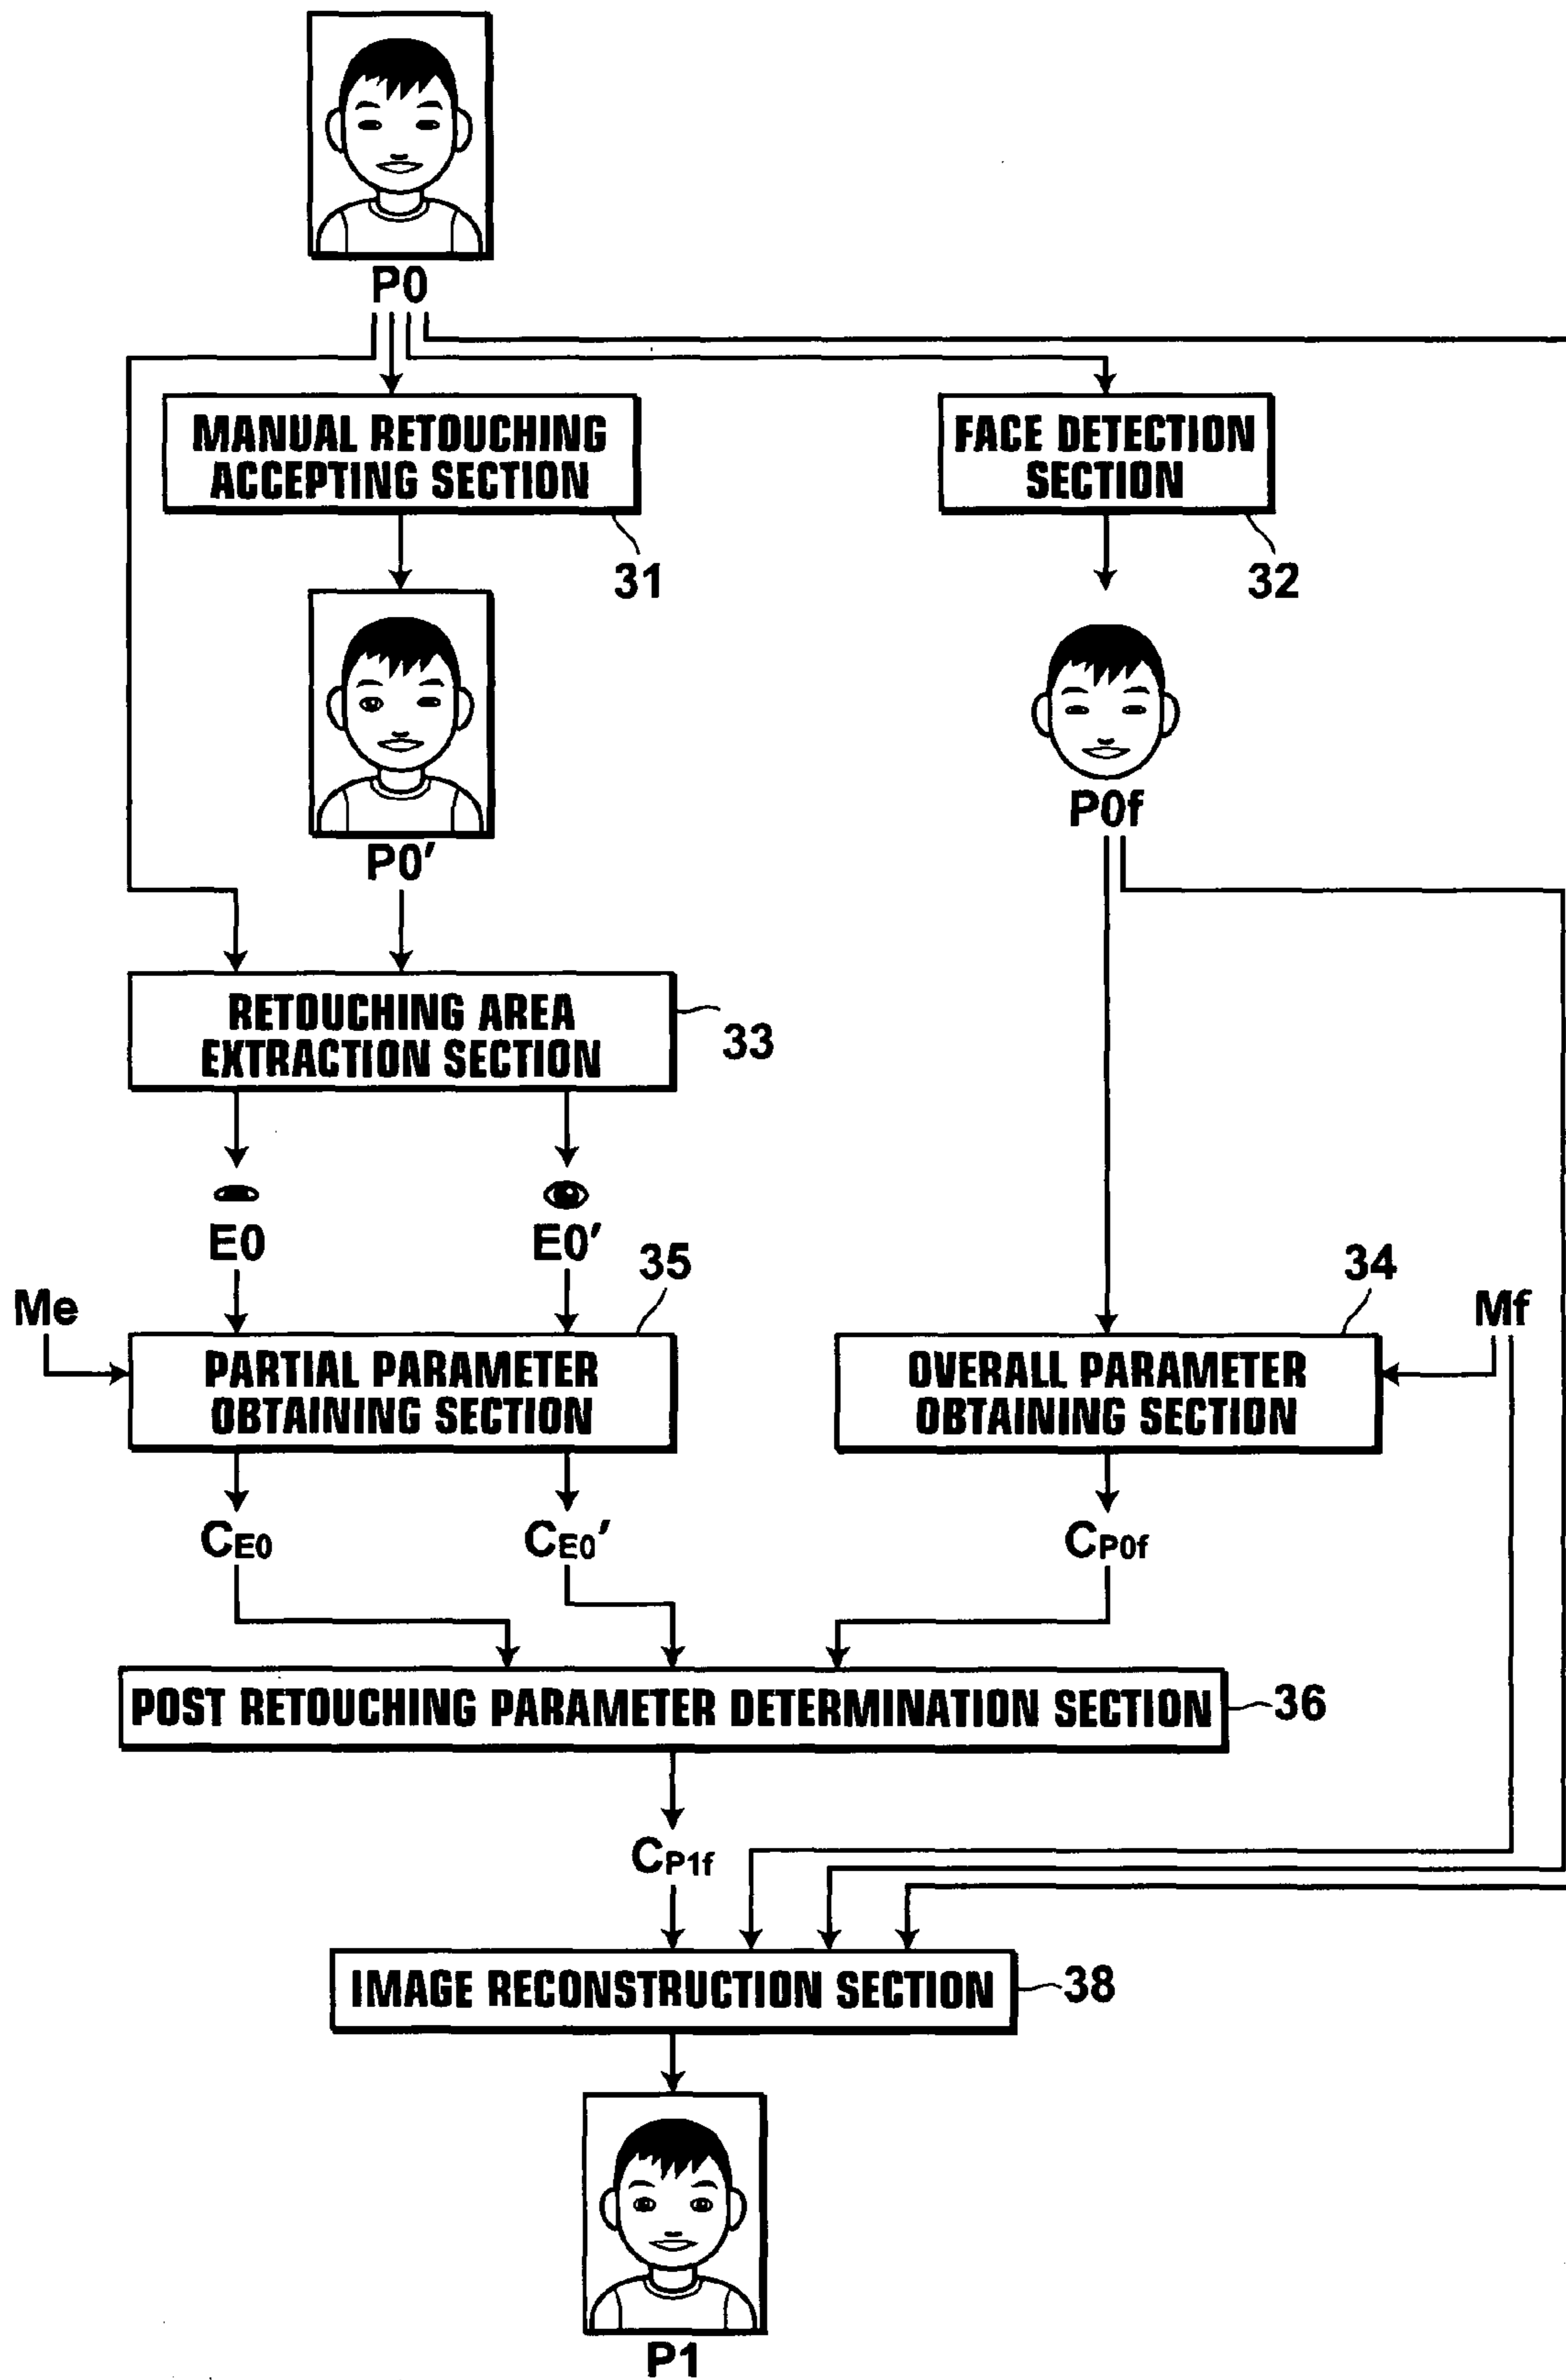 P0
MANUAL RETOUCHING
ACCEPTING SECTION
31
FACE DETECTION
SECTION
32
P0′
P0f
RETOUCHING AREA
EXTRACTION SECTION
33
E0
E0′
35
34
Me
Mf
PARTIAL PARAMETER
OBTAINING SECTION
OVERALL PARAMETER
OBTAINING SECTION
CE0
CE0′
CP0f
POST RETOUCHING PARAMETER DETERMINATION SECTION
36
CP1f
IMAGE RECONSTRUCTION SECTION
38
P1